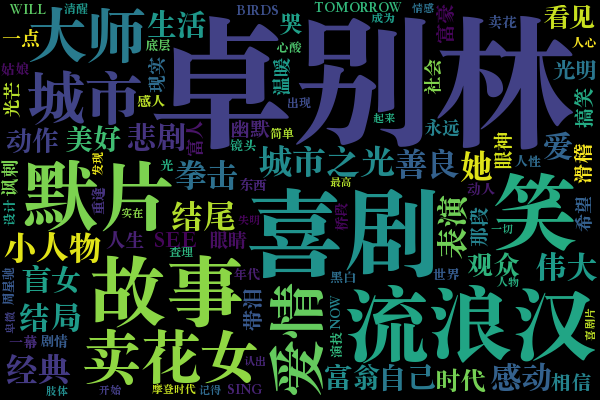 WILL
清醒
大师
生活
哭
BIRDS
TOMORROW
成为
情感
富豪
卖花
看见
一点
底层
心酸
人心
姑娘
城市
现实
卓别林
温暖
社会
光明
光芒
感人
出现
搞笑
动作
美好
悲剧
富人
幽默
简单
镜头
起来
永远
爱
滑稽
讽刺
发现
光
拳击
城市之光
善良
她
眼神
人性
设计
默片
重逢
东西
最高
动人
实在
结尾
失明
喜剧
桥段
表演
那段
笑
一回
希望
小人物
人生
SEE
眼睛
查理
观众
伟大
周星驰
盲女
故事
年代
黑白
世界
人物
早微
结局
带泪
爱情
NOW
流浪汉
喜剧片
一幕
剧情
卖花女
演技
经典
认出
富翁
自己
时代
感动
相信
肢体
开始
摩登时代
记得
SING